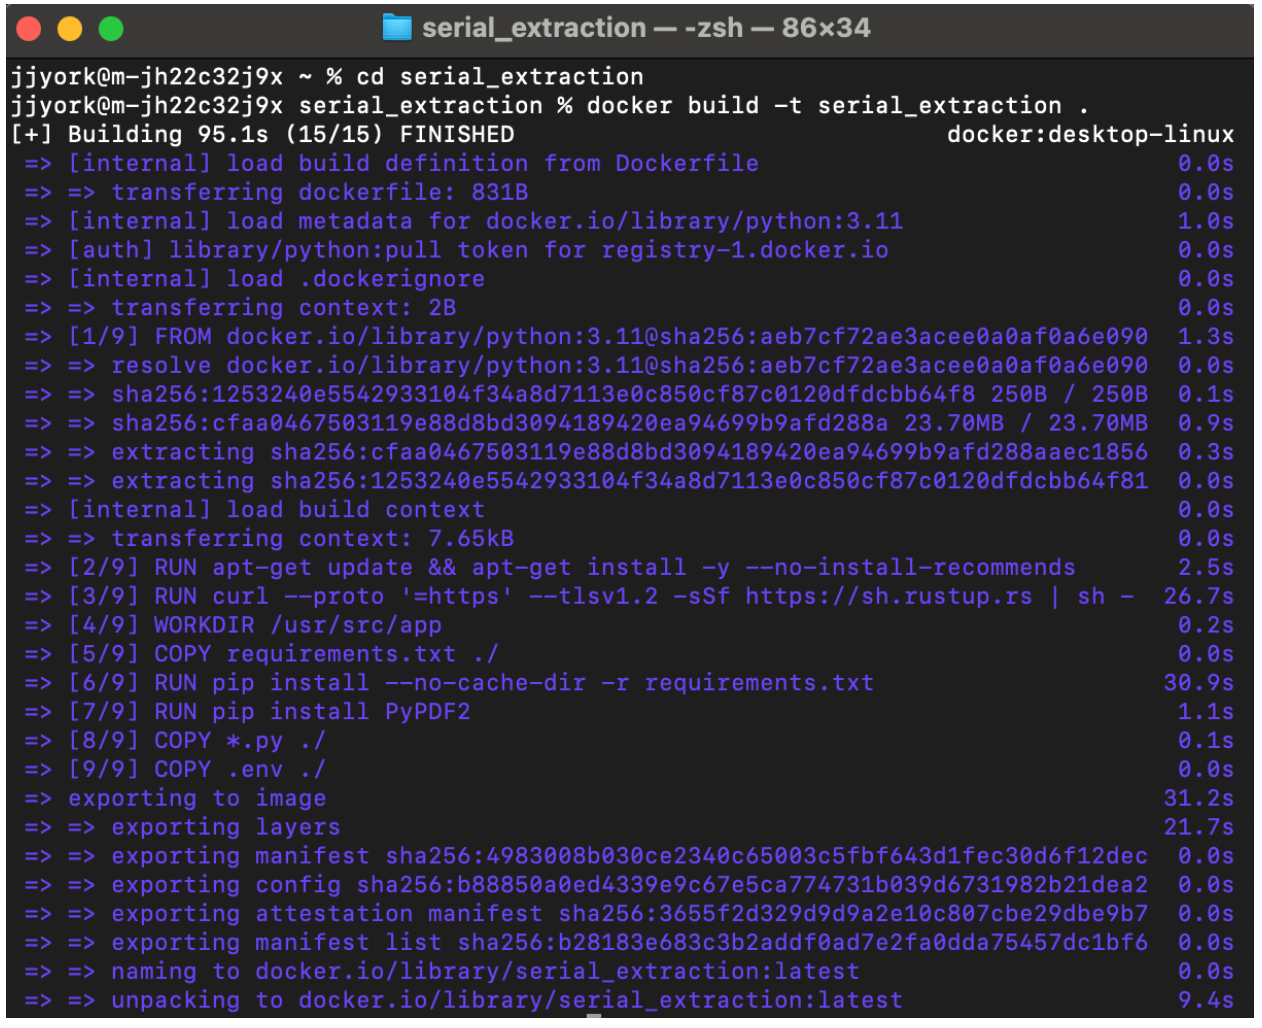 serial_extraction — -zsh — 86×34
jjyork@m-jh22c32j9x ~ % cd serial_extraction
jjyork@m-jh22c32j9x serial_extraction % docker build -t serial_extraction .
[+] Building 95.1s (15/15) FINISHED docker:desktop-linux
=> [internal] load build definition from Dockerfile 0.0s
=> => transferring dockerfile: 831B 0.0s
=> [internal] load metadata for docker.io/library/python:3.11 1.0s
=> [auth] library/python:pull token for registry-1.docker.io 0.0s
=> [internal] load .dockerignore 0.0s
=> => transferring context: 2B 0.0s
=> [1/9] FROM docker.io/library/python:3.11@sha256:aeb7cf72ae3acee0a0af0a6e090 1.3s
=> => resolve docker.io/library/python:3.11@sha256:aeb7cf72ae3acee0a0af0a6e090 0.0s
=> => sha256:1253240e5542933104f34a8d7113e0c850cf87c0120dfdcbb64f8 250B / 250B 0.1s
=> => sha256:cfaa0467503119e88d8bd3094189420ea94699b9afd288a 23.70MB / 23.70MB 0.9s
=> => extracting sha256:cfaa0467503119e88d8bd3094189420ea94699b9afd288aaec1856 0.3s
=> => extracting sha256:1253240e5542933104f34a8d7113e0c850cf87c0120dfdcbb64f81 0.0s
=> [internal] load build context 0.0s
=> => transferring context: 7.65kB 0.0s
=> [2/9] RUN apt-get update && apt-get install -y --no-install-recommends 2.5s
=> [3/9] RUN curl --proto '=https' --tlsv1.2 -sSf https://sh.rustup.rs | sh - 26.7s
=> [4/9] WORKDIR /usr/src/app 0.2s
=> [5/9] COPY requirements.txt ./ 0.0s
=> [6/9] RUN pip install --no-cache-dir -r requirements.txt 30.9s
=> [7/9] RUN pip install PyPDF2 1.1s
=> [8/9] COPY *.py ./ 0.1s
=> [9/9] COPY .env ./ 0.0s
=> exporting to image 31.2s
=> => exporting layers 21.7s
=> => exporting manifest sha256:4983008b030ce2340c65003c5fbf643d1fec30d6f12dec 0.0s
=> => exporting config sha256:b88850a0ed4339e9c67e5ca774731b039d6731982b21dea2 0.0s
=> => exporting attestation manifest sha256:3655f2d329d9d9a2e10c807cbe29dbe9b7 0.0s
=> => exporting manifest list sha256:b28183e683c3b2addf0ad7e2fa0dda75457dc1bf6 0.0s
=> => naming to docker.io/library/serial_extraction:latest 0.0s
=> => unpacking to docker.io/library/serial_extraction:latest 9.4s